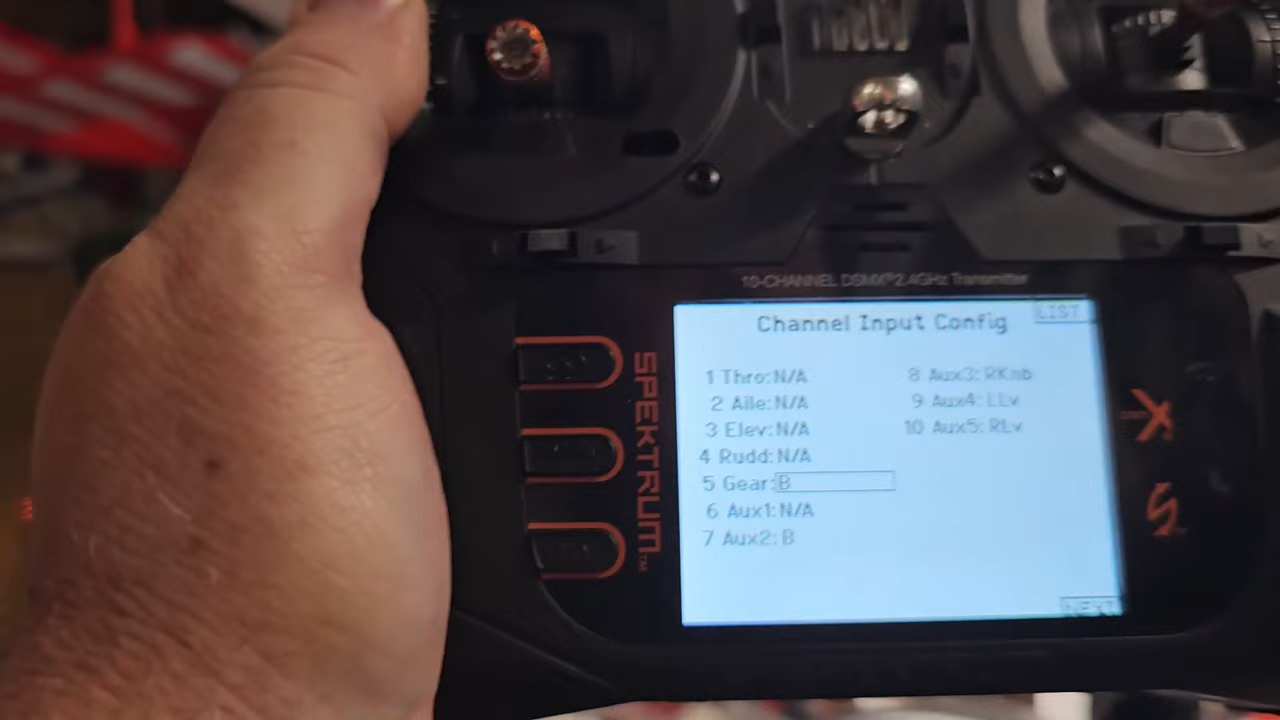 10-CHANNEL DSMX® 2.4GHz Transmitter
LIST
Channel Input Config
1 Thro: N/A
2 Aile: N/A
3 Elev: N/A
4 Rudd: N/A
5 Gear: B
6 Aux1: N/A
7 Aux2: B
8 Aux3: RKnb
9 Aux4: LLv
10 Aux5: RLv
NEXT
SPEKTRUM™